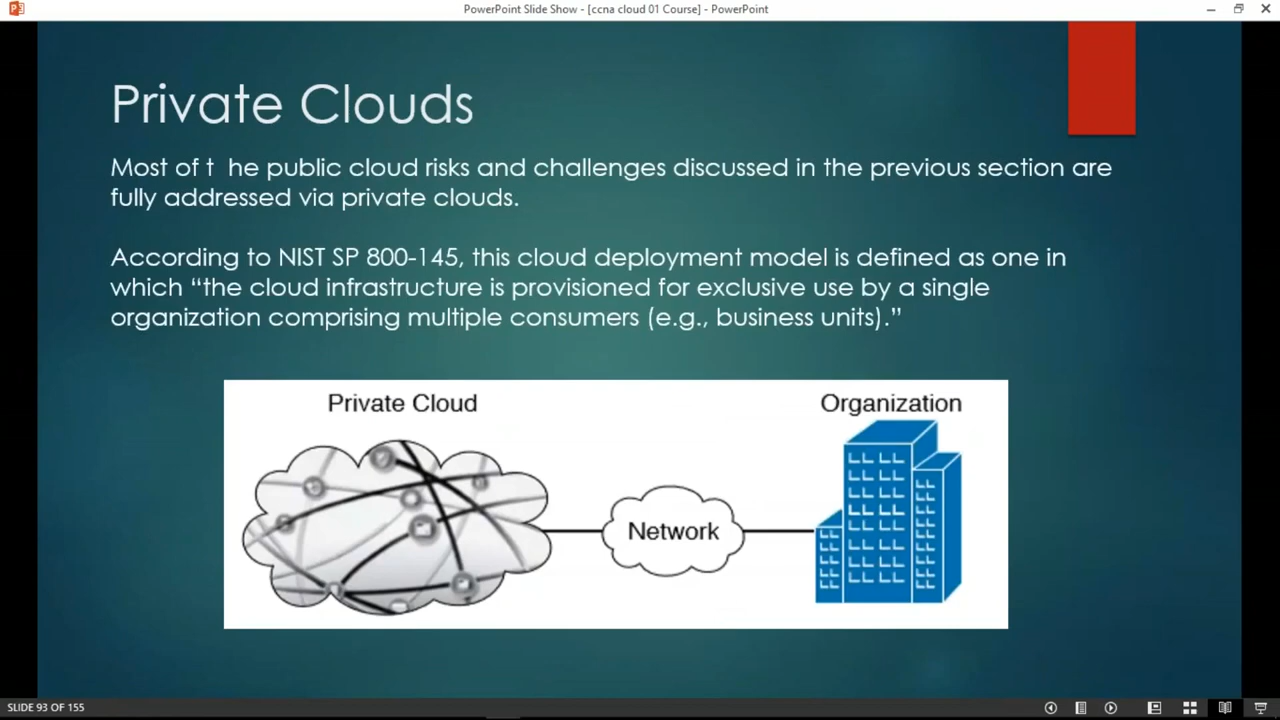 PowerPoint Slide Show - [ccna cloud 01 Course] - PowerPoint
Private Clouds
Most of t  he public cloud risks and challenges discussed in the previous section are
fully addressed via private clouds.
According to NIST SP 800-145, this cloud deployment model is defined as one in
which “the cloud infrastructure is provisioned for exclusive use by a single
organization comprising multiple consumers (e.g., business units).”
Private Cloud
Organization
Network
SLIDE 93 OF 155